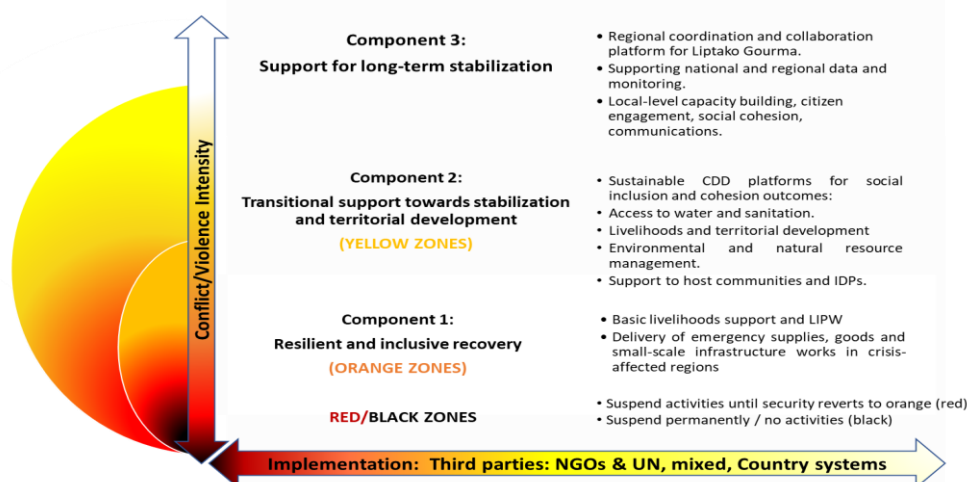 Conflict/Violence Intensity
Component 3:
Support for long-term stabilization
• Regional coordination and collaboration
platform for Liptako Gourma.
• Supporting national and regional data and
monitoring.
• Local-level capacity building, citizen
engagement, social cohesion,
communications.
Component 2:
Transitional support towards stabilization
and territorial development
(YELLOW ZONES)
• Sustainable CDD platforms for social
inclusion and cohesion outcomes:
• Access to water and sanitation.
• Livelihoods and territorial development
• Environmental and natural resource
management.
• Support to host communities and IDPs.
Component 1:
Resilient and inclusive recovery
(ORANGE ZONES)
• Basic livelihoods support and LIPW
• Delivery of emergency supplies, goods and
small-scale infrastructure works in crisis-
affected regions
RED/BLACK ZONES
• Suspend activities until security reverts to orange (red)
• Suspend permanently / no activities (black)
Implementation: Third parties: NGOs & UN, mixed, Country systems